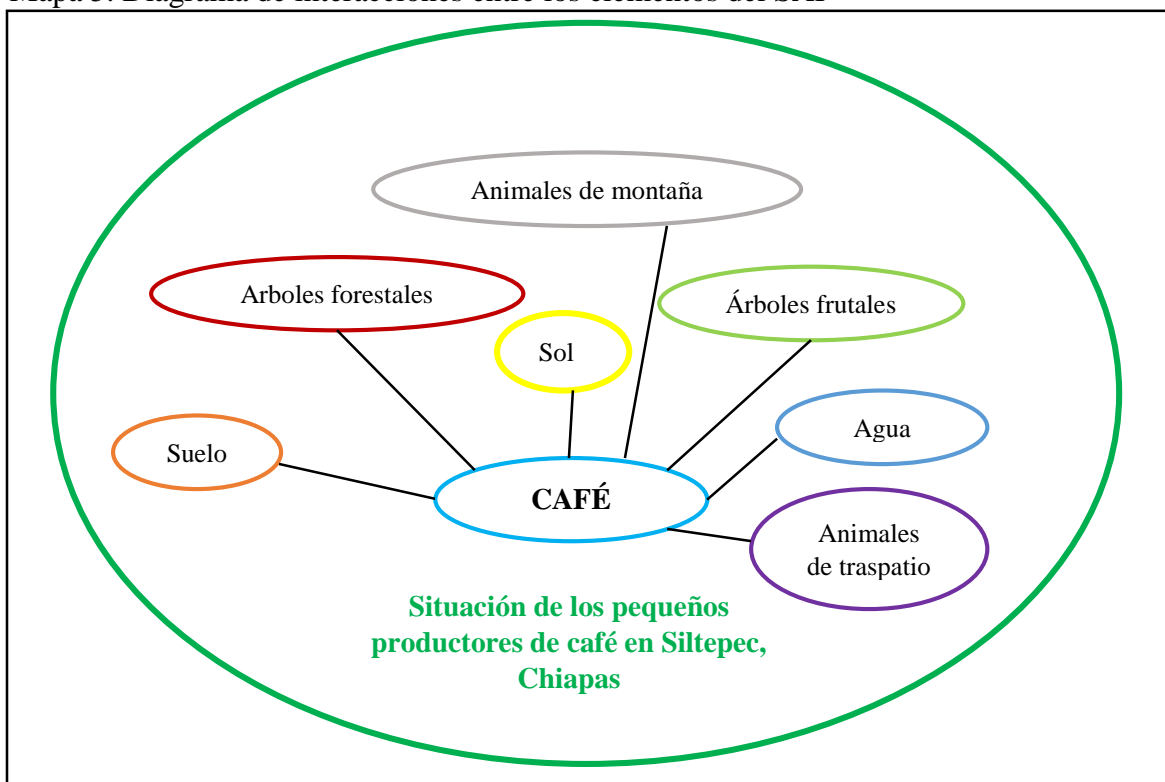 Mapa 3. Diagrama de interacciones entre los elementos del SAF
Animales de montaña
Arboles forestales
Árboles frutales
Sol
Agua
Suelo
CAFÉ
Animales
de traspatio
Situación de los pequeños
productores de café en Siltepec,
Chiapas